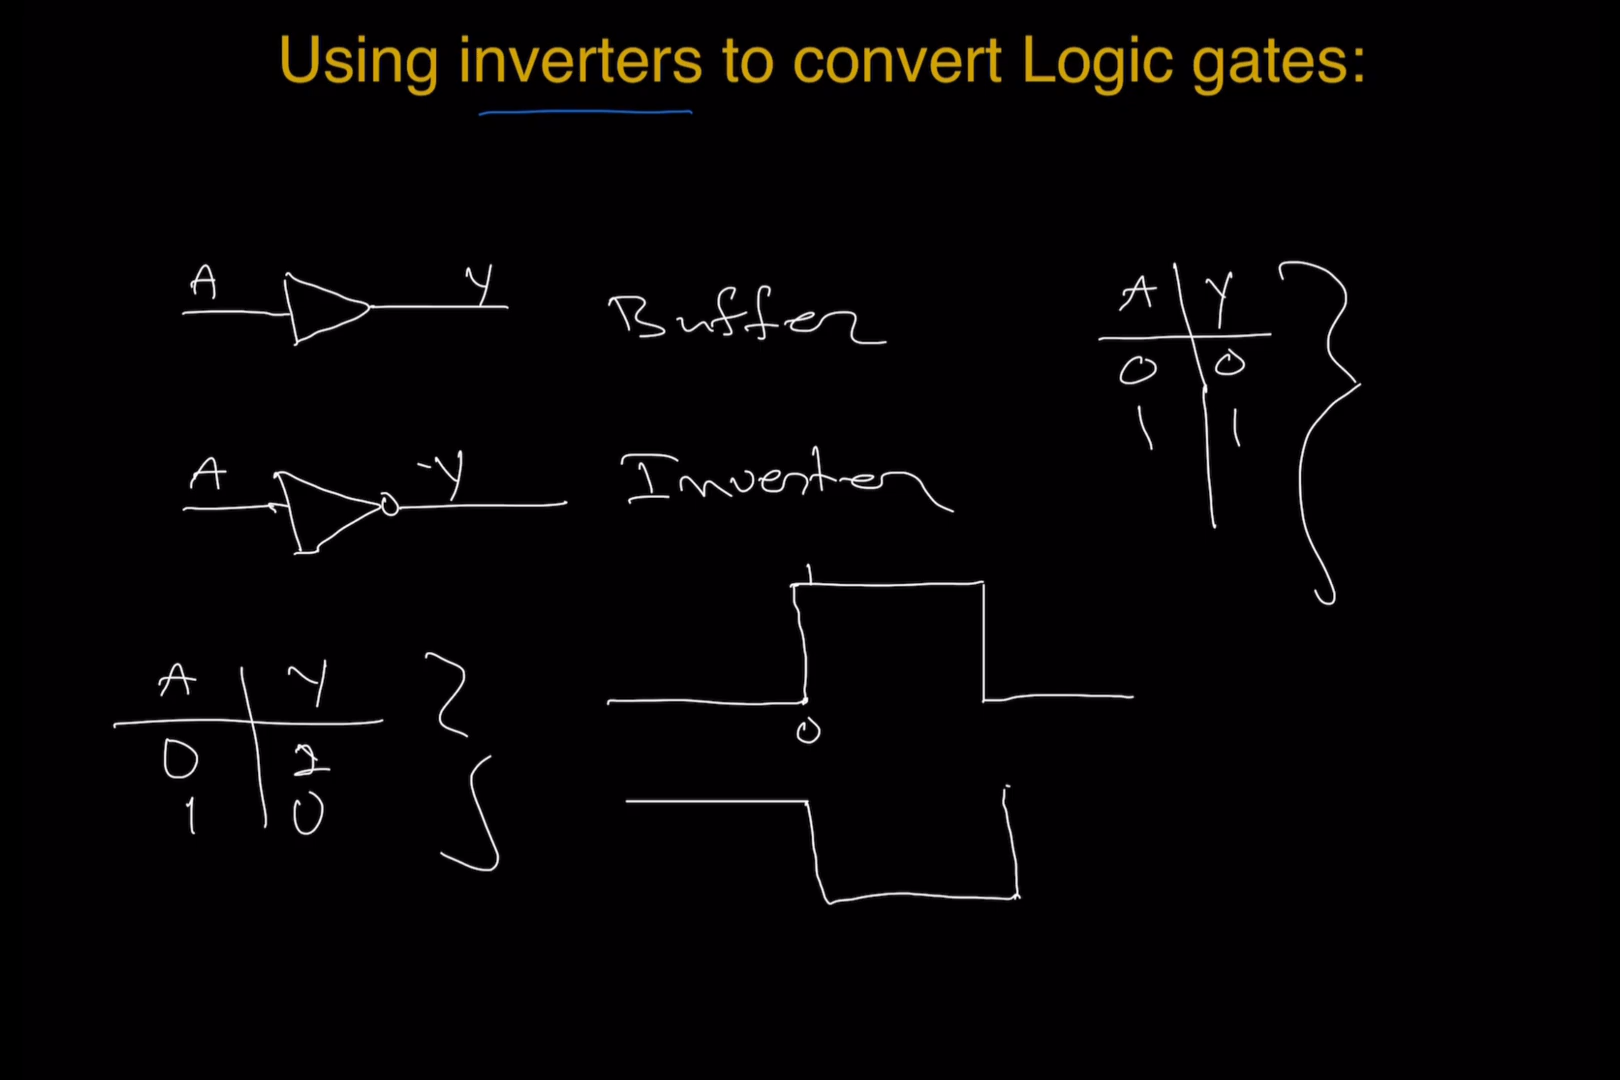 Using inverters to convert Logic gates:
A Y Buffer
A Y
0 0
1 1
A -Y Inverter
1
0
A Y
0 1
1 0